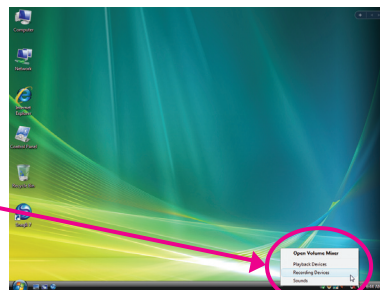 Computer
Network
Internet
Explorer
Control Panel
Recycle Bin
Open Volume Mixer
Playback Devices
Recording Devices
Sounds